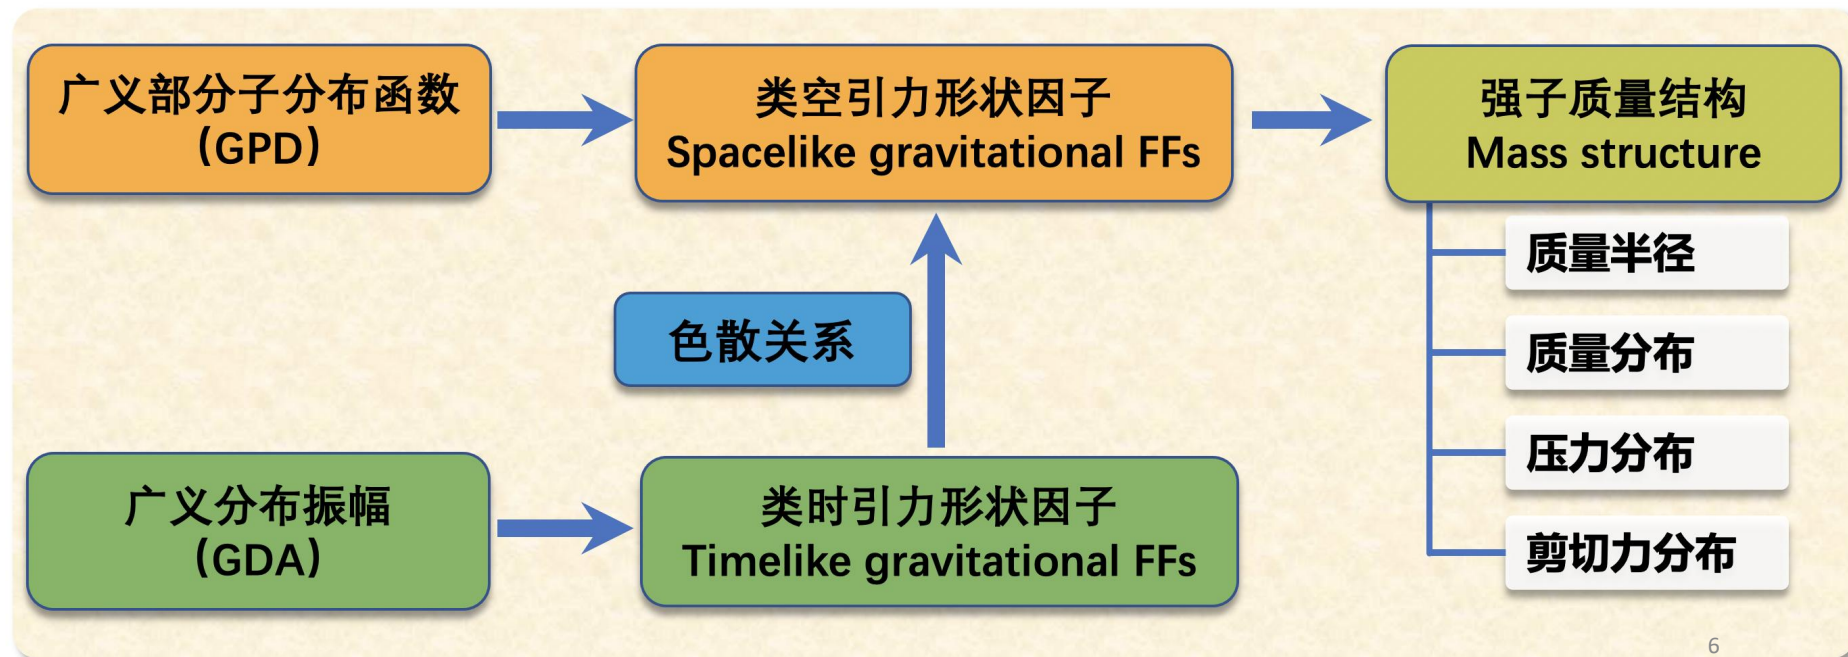 广义部分子分布函数
(GPD)
类空引力形状因子
Spacelike gravitational FFs
强子质量结构
Mass structure
质量半径
质量分布
压力分布
剪切力分布
色散关系
广义分布振幅
(GDA)
类时引力形状因子
Timelike gravitational FFs
6